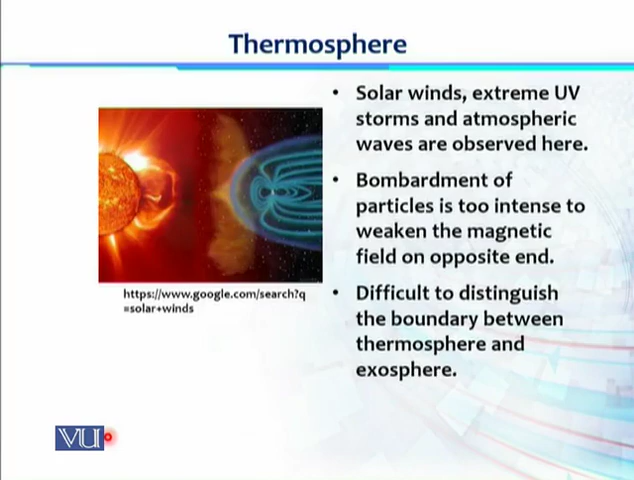 Thermosphere
• Solar winds, extreme UV
storms and atmospheric
waves are observed here.
• Bombardment of
particles is too intense to
weaken the magnetic
field on opposite end.
• Difficult to distinguish
the boundary between
thermosphere and
exosphere.
https://www.google.com/search?q
=solar+winds
VU